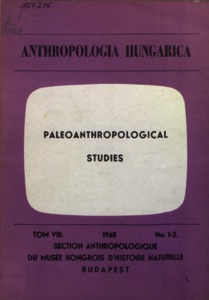 ANTHROPOLOGIA HUNGARICA
PALEOANTHROPOLOGICAL
STUDIES
TOM VIII. 1968 No. 1-2.
SECTION ANTHROPOLOGIQUE
DU MUSÉE HONGROIS D'HISTOIRE NATURELLE
BUDAPEST